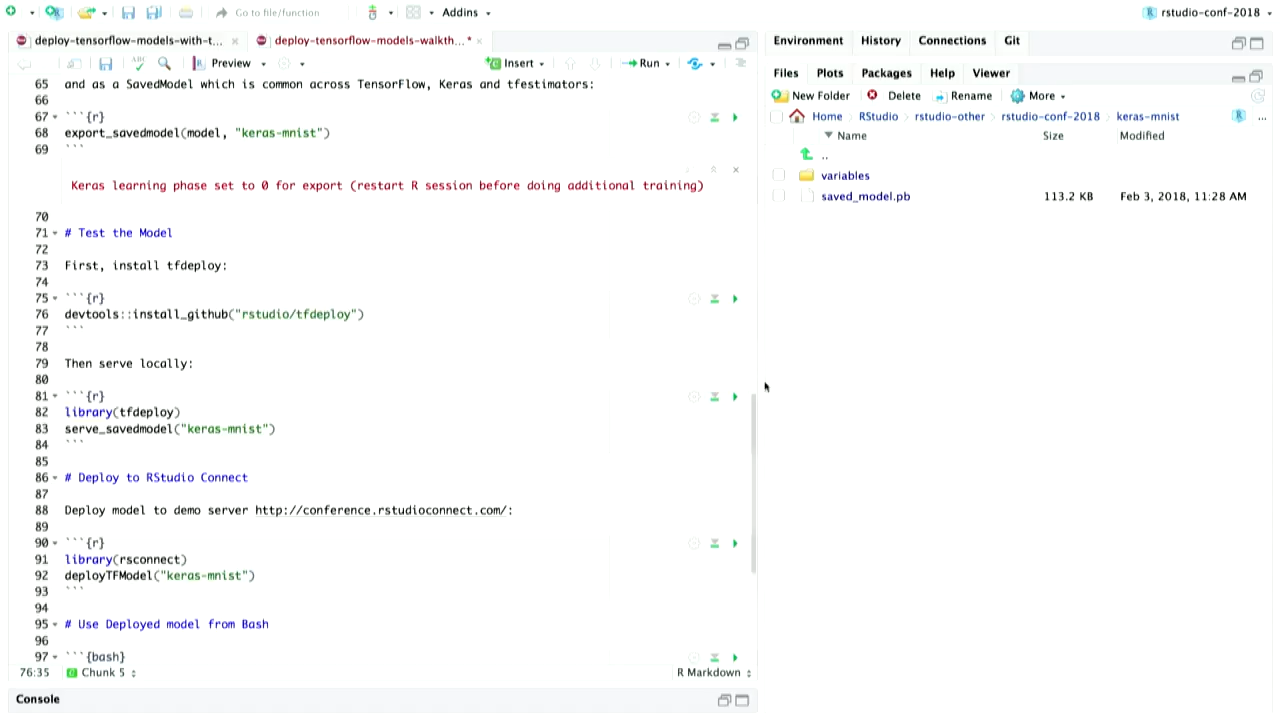 Go to file/function
Addins
rstudio-conf-2018
deploy-tensorflow-models-with-t...
deploy-tensorflow-models-walkth...*
Preview
Insert
Run
65 and as a SavedModel which is common across TensorFlow, Keras and tfestimators:
66
67 ```{r}
68 export_savedmodel(model, "keras-mnist")
69 ```
Keras learning phase set to 0 for export (restart R session before doing additional training)
70
71 # Test the Model
72
73 First, install tfdeploy:
74
75 ```{r}
76 devtools::install_github("rstudio/tfdeploy")
77 ```
78
79 Then serve locally:
80
81 ```{r}
82 library(tfdeploy)
83 serve_savedmodel("keras-mnist")
84 ```
85
86 # Deploy to RStudio Connect
87
88 Deploy model to demo server http://conference.rstudioconnect.com/:
89
90 ```{r}
91 library(rsconnect)
92 deployTFModel("keras-mnist")
93 ```
94
95 # Use Deployed model from Bash
96
97 ```{bash}
76:35 Chunk 5 R Markdown
Console
Environment History Connections Git
Files Plots Packages Help Viewer
New Folder Delete Rename More
Home RStudio rstudio-other rstudio-conf-2018 keras-mnist ...
Name Size Modified
..
variables
saved_model.pb 113.2 KB Feb 3, 2018, 11:28 AM